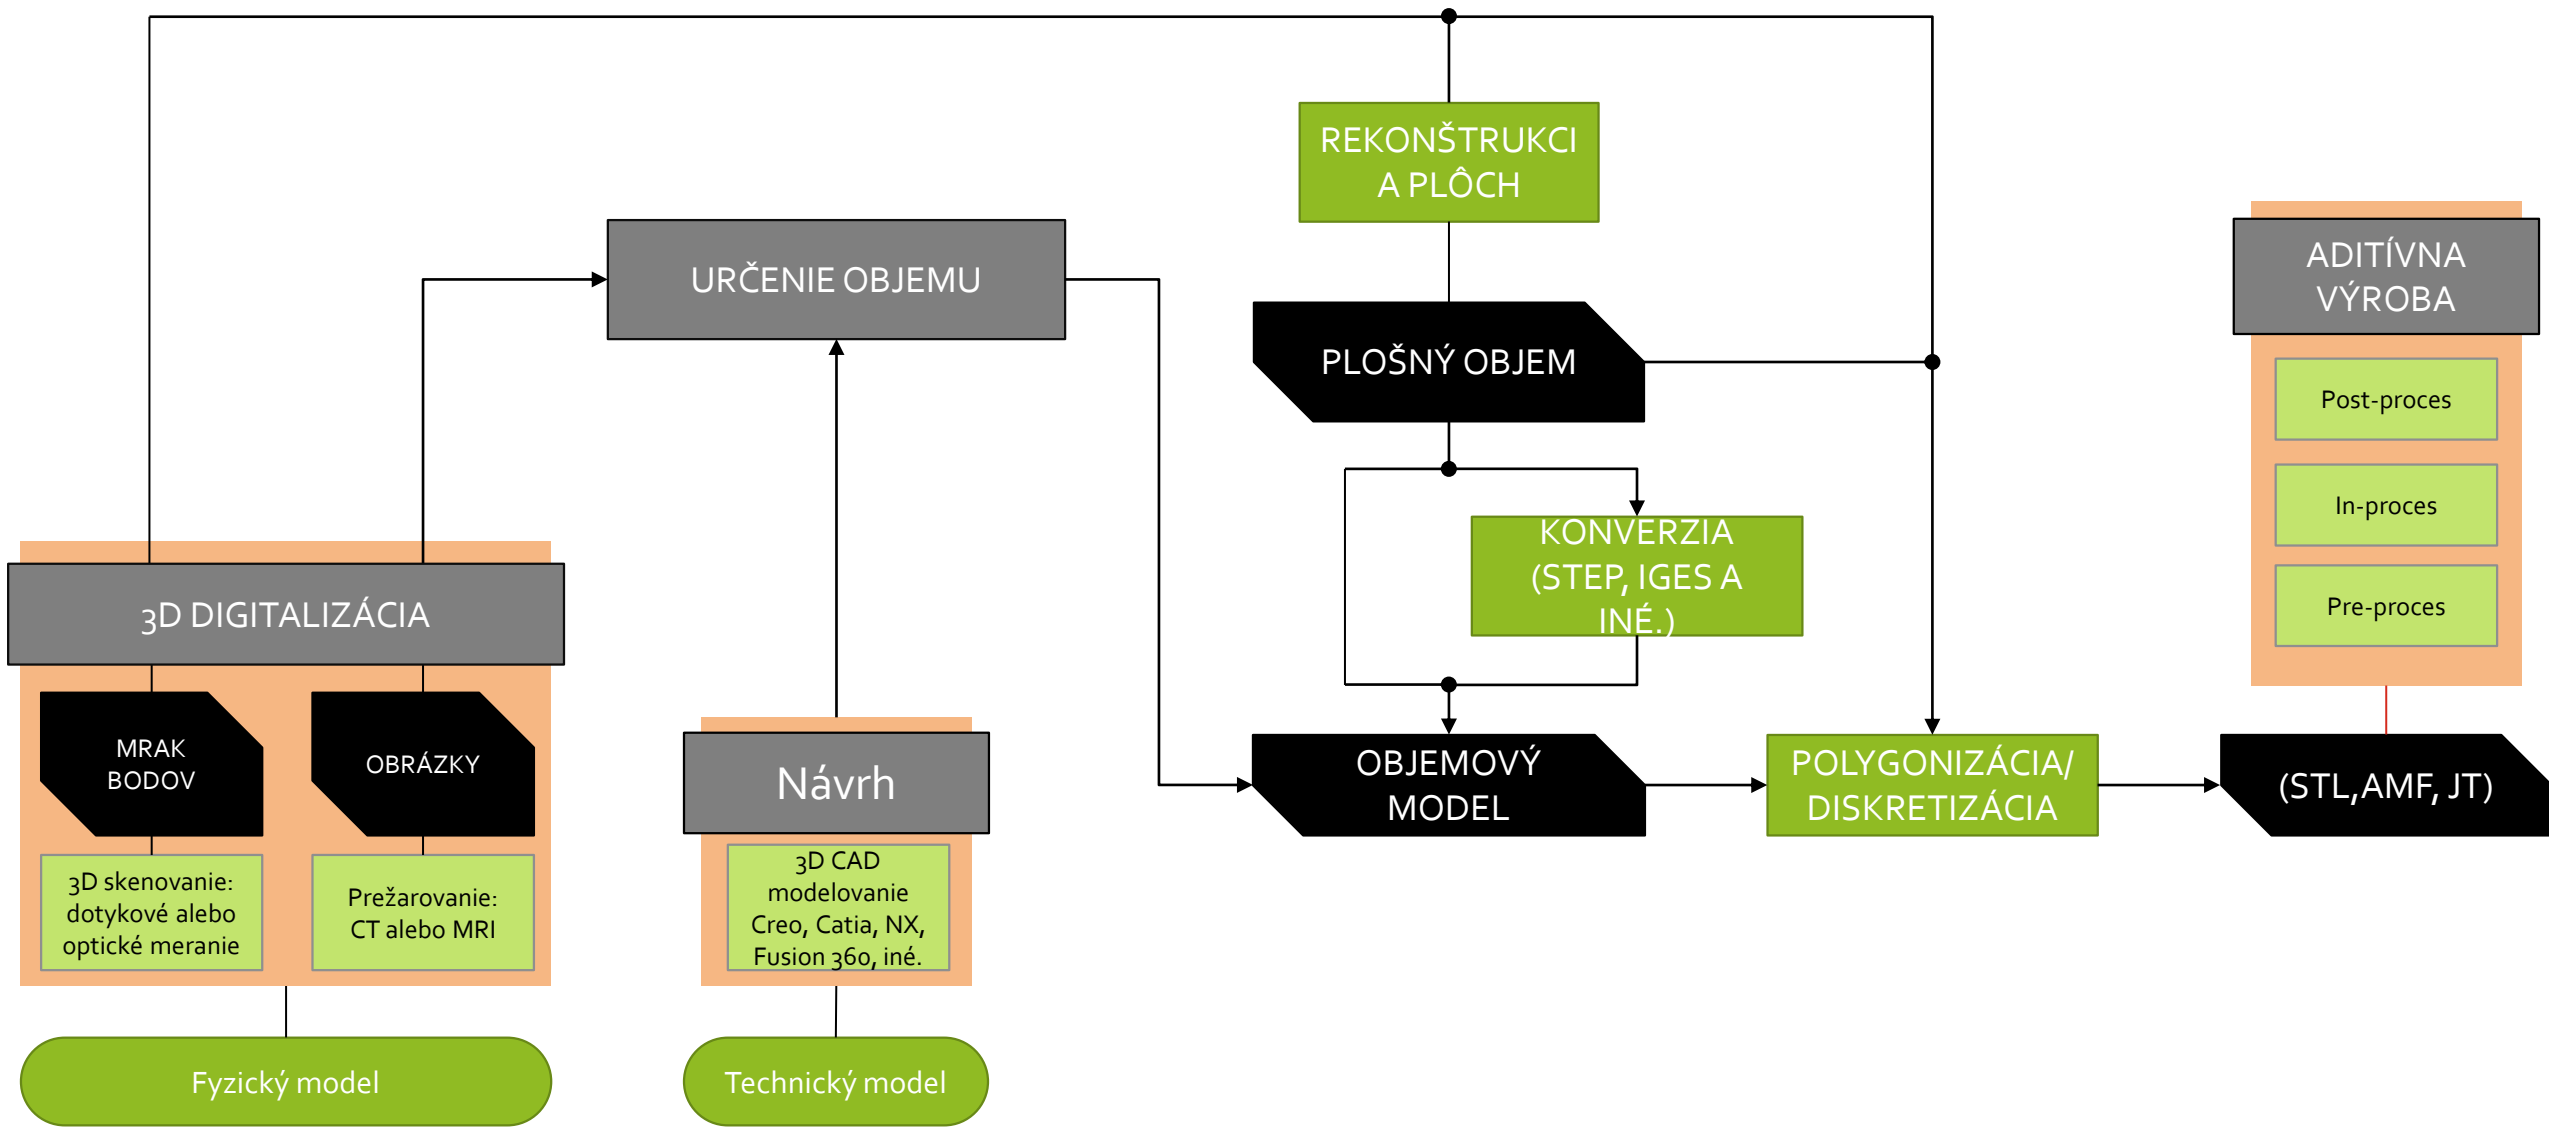 REKONŠTRUKCI
A PLÔCH
URČENIE OBJEMU
ADITÍVNA
VÝROBA
PLOŠNÝ OBJEM
Post-proces
In-proces
Pre-proces
KONVERZIA
(STEP, IGES A
INÉ.)
3D DIGITALIZÁCIA
MRAK
BODOV
OBRÁZKY
Návrh
OBJEMOVÝ
MODEL
POLYGONIZÁCIA/
DISKRETIZÁCIA
(STL,AMF, JT)
3D skenovanie:
dotykové alebo
optické meranie
Prežarovanie:
CT alebo MRI
3D CAD
modelovanie
Creo, Catia, NX,
Fusion 360, iné.
Fyzický model
Technický model